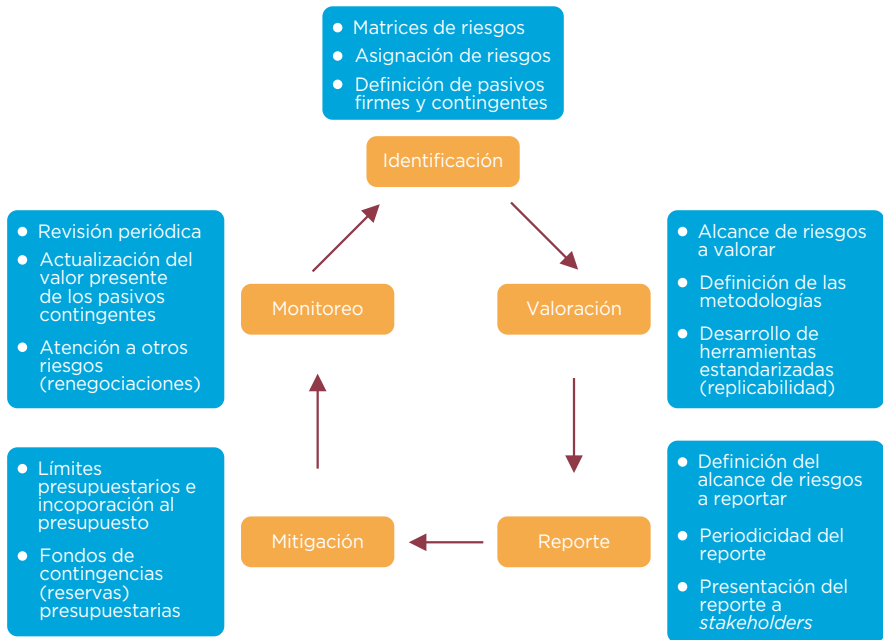 Matrices de riesgos
Asignación de riesgos
Definición de pasivos
firmes y contingentes
Identificación
Revisión periódica
Actualización del
valor presente
de los pasivos
contingentes
Atención a otros
riesgos
(renegociaciones)
Monitoreo
Valoración
Alcance de riesgos
a valorar
Definición de las
metodologías
Desarrollo de
herramientas
estandarizadas
(replicabilidad)
Límites
presupuestarios e
incoporación al
presupuesto
Fondos de
contingencias
(reservas)
presupuestarias
Mitigación
Reporte
Definición del
alcance de riesgos
a reportar
Periodicidad del
reporte
Presentación del
reporte a
stakeholders